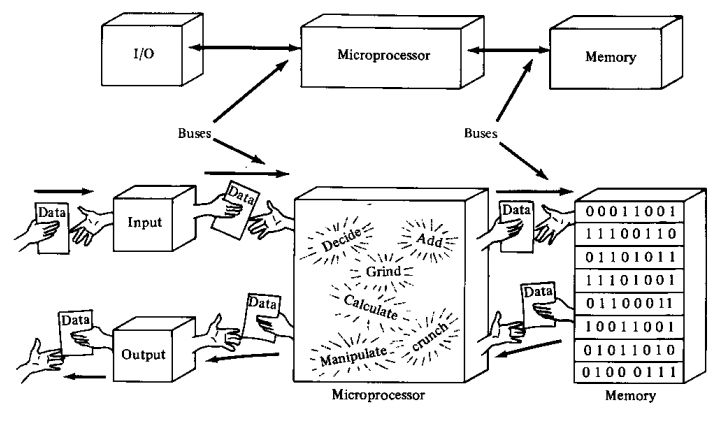 I/O
Microprocessor
Memory
Buses
Buses
Data
Input
Data
Decide
Add
Grind
Calculate
Manipulate
crunch
Data
00011001
11100110
01101011
11101001
01100011
10011001
01011010
01000111
Data
Output
Data
Data
Microprocessor
Memory